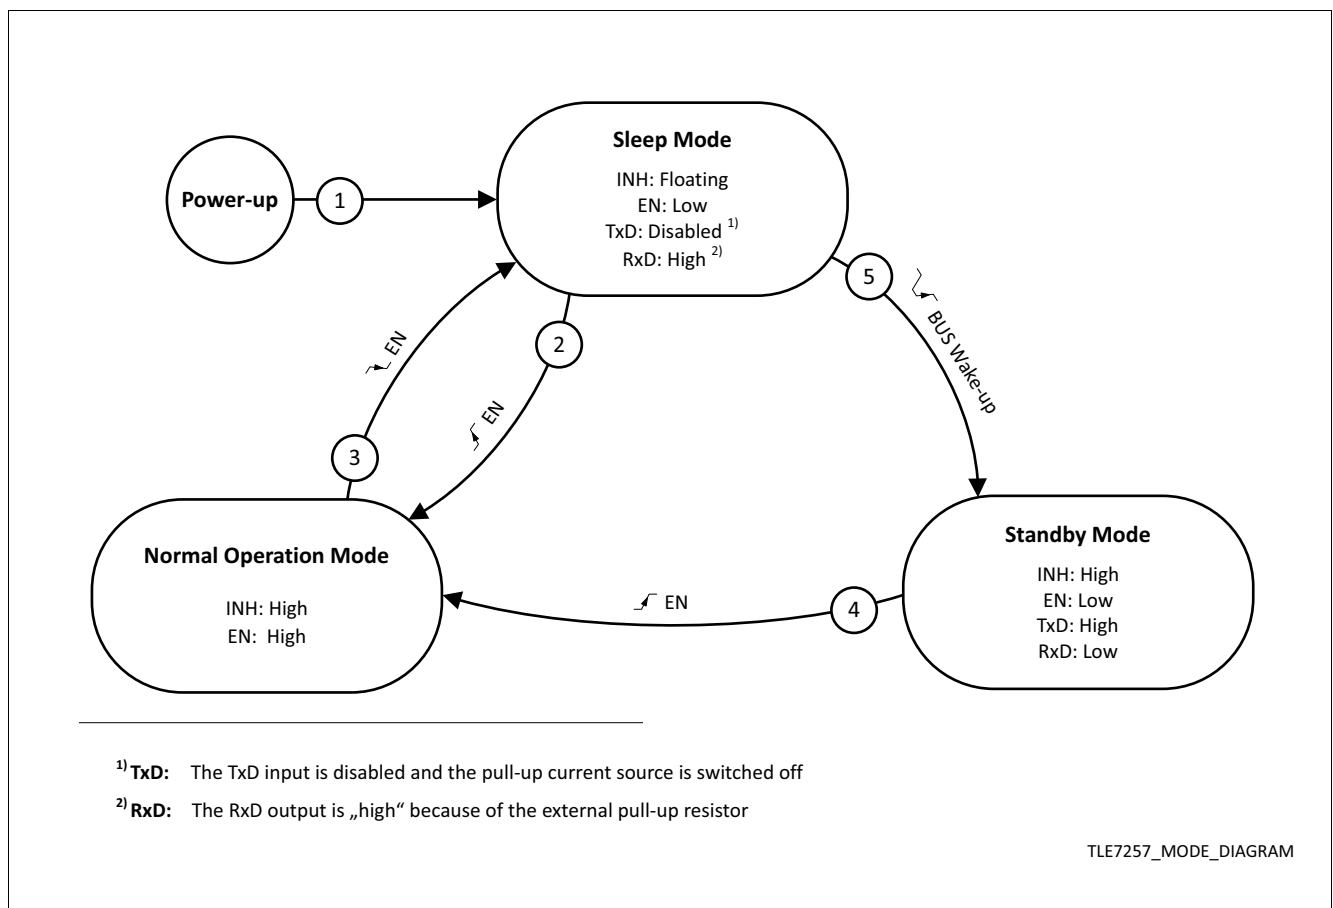 Sleep Mode
INH: Floating
EN: Low
TxD: Disabled 1)
RxD: High 2)
Power-up
1
5
BUS Wake-up
2
EN
EN
3
Normal Operation Mode
INH: High
EN: High
EN
4
Standby Mode
INH: High
EN: Low
TxD: High
RxD: Low
1) TxD: The TxD input is disabled and the pull-up current source is switched off
2) RxD: The RxD output is „high“ because of the external pull-up resistor
TLE7257_MODE_DIAGRAM